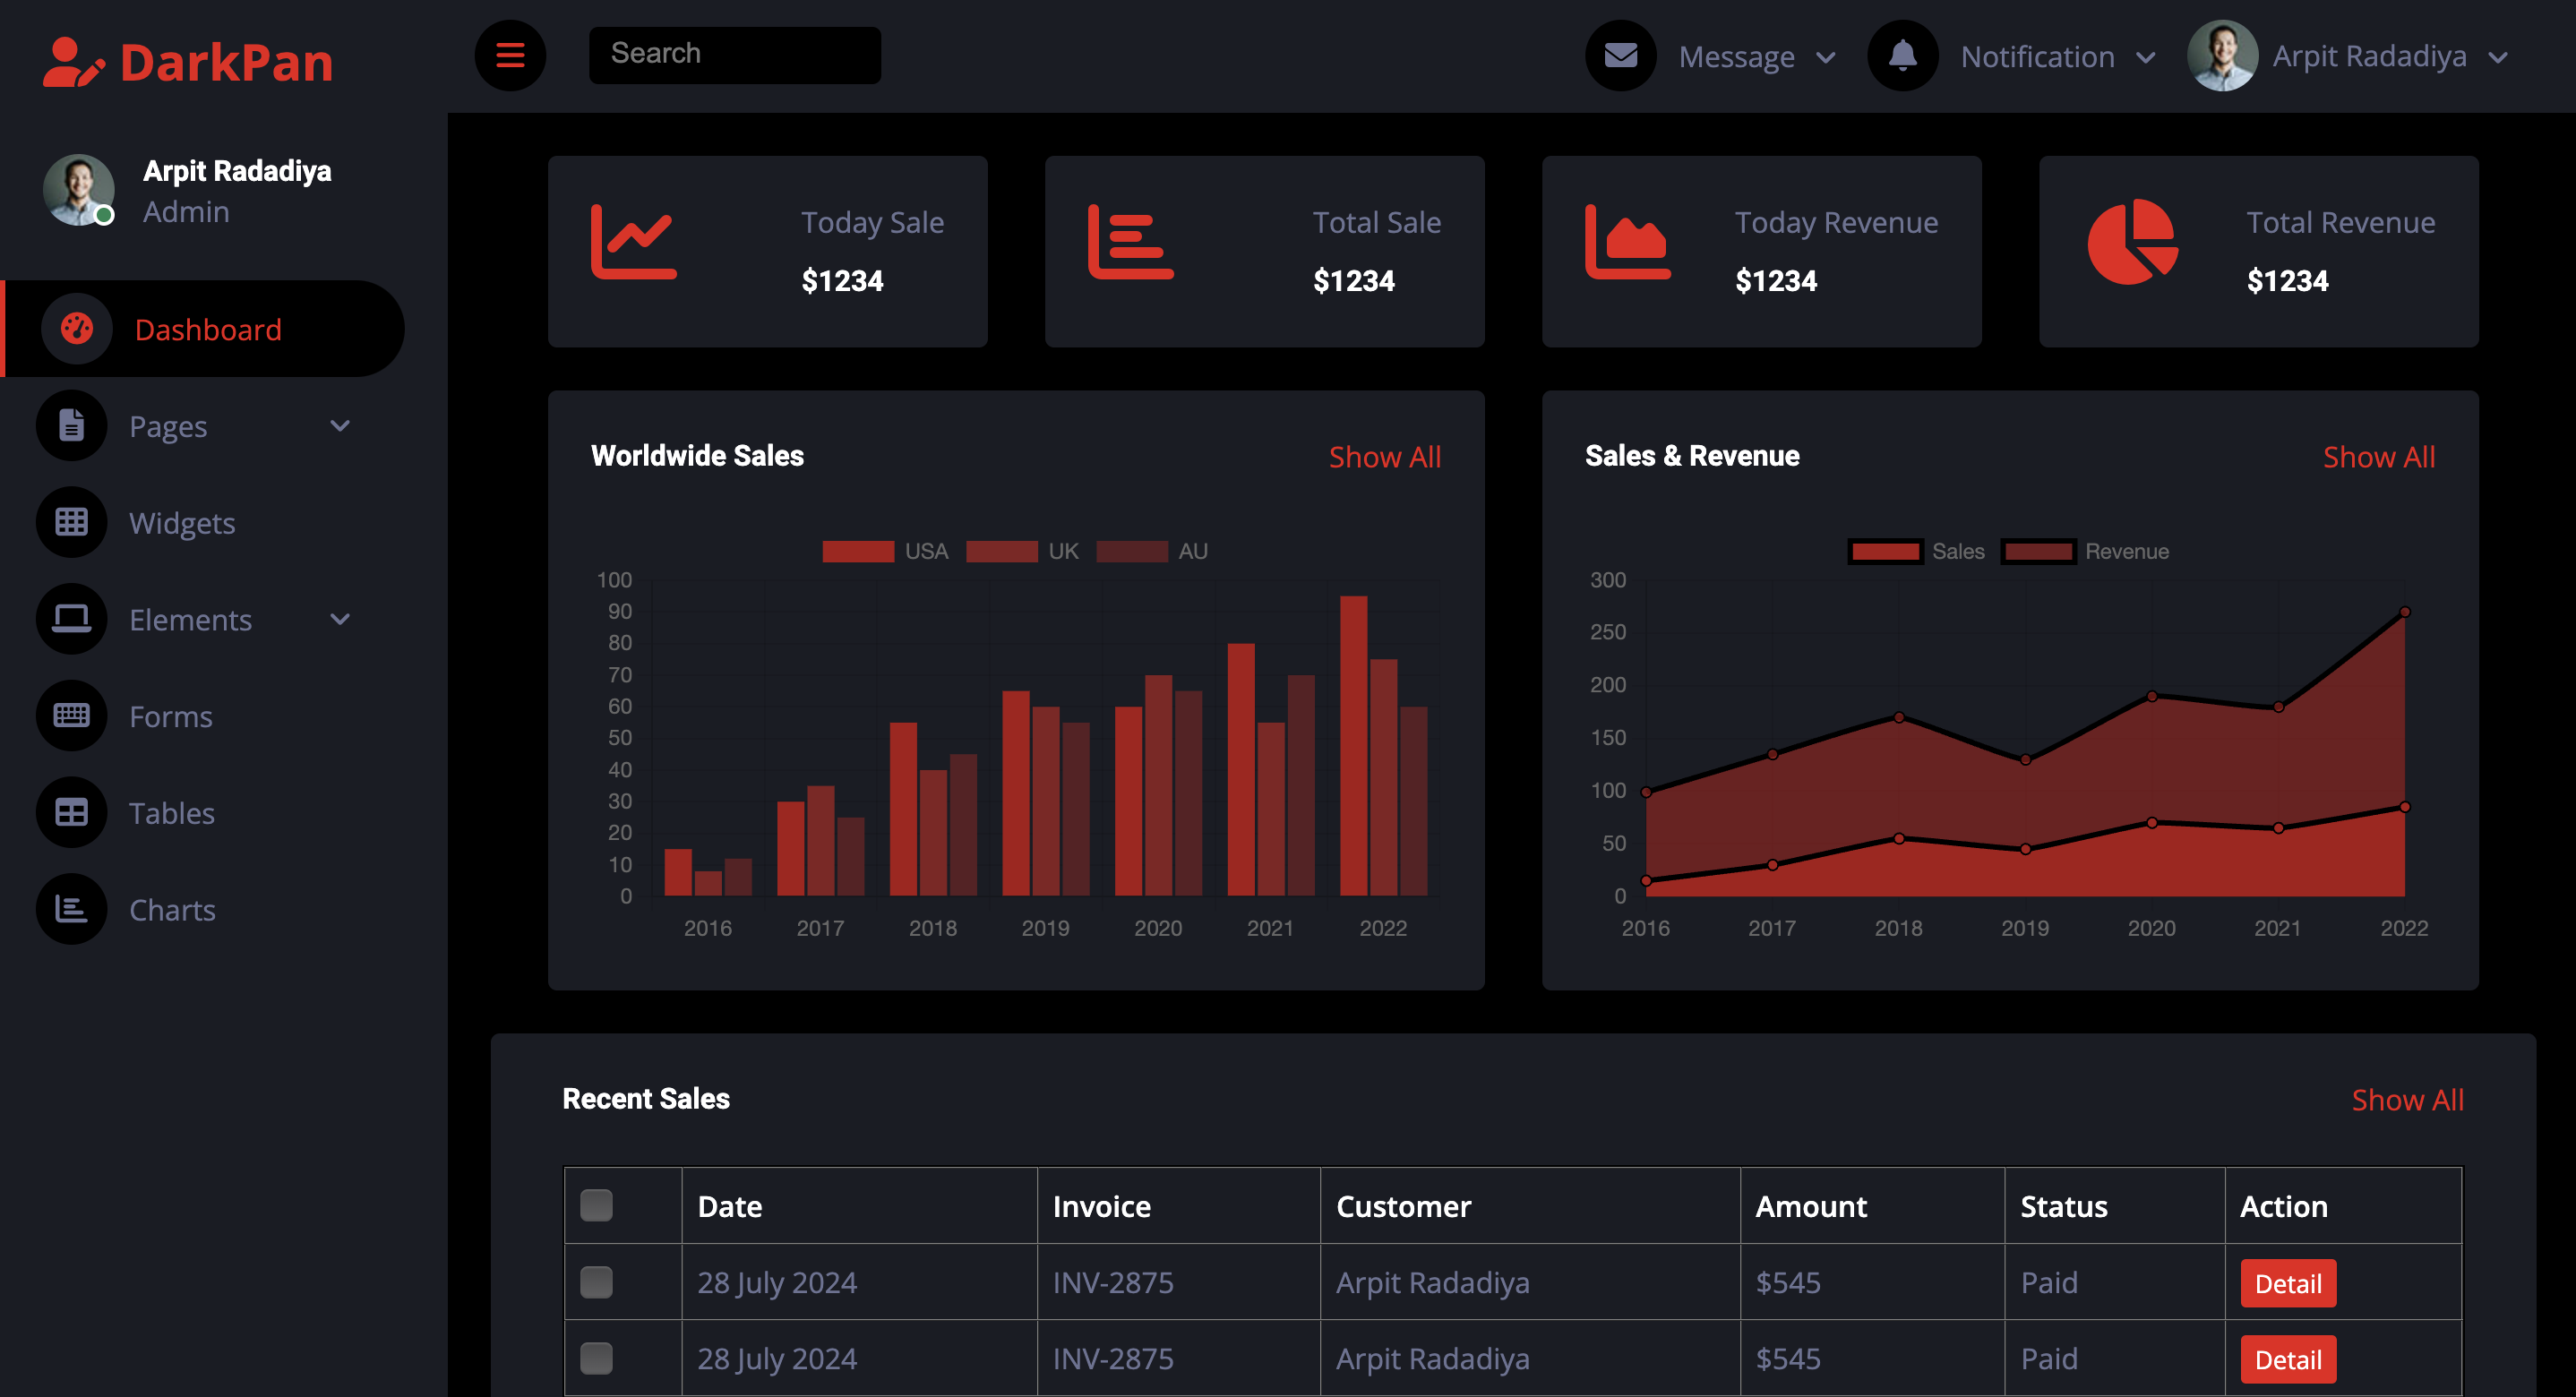 DarkPan
Search
Message
Notification
Arpit Radadiya
Arpit Radadiya
Admin
Dashboard
Pages
Widgets
Elements
Forms
Tables
Charts
Today Sale
$1234
Total Sale
$1234
Today Revenue
$1234
Total Revenue
$1234
Worldwide Sales
Show All
USA UK AU
100
90
80
70
60
50
40
30
20
10
0
2016 2017 2018 2019 2020 2021 2022
Sales & Revenue
Show All
Sales Revenue
300
250
200
150
100
50
0
2016 2017 2018 2019 2020 2021 2022
Recent Sales
Show All
Date Invoice Customer Amount Status Action
28 July 2024 INV-2875 Arpit Radadiya $545 Paid Detail
28 July 2024 INV-2875 Arpit Radadiya $545 Paid Detail